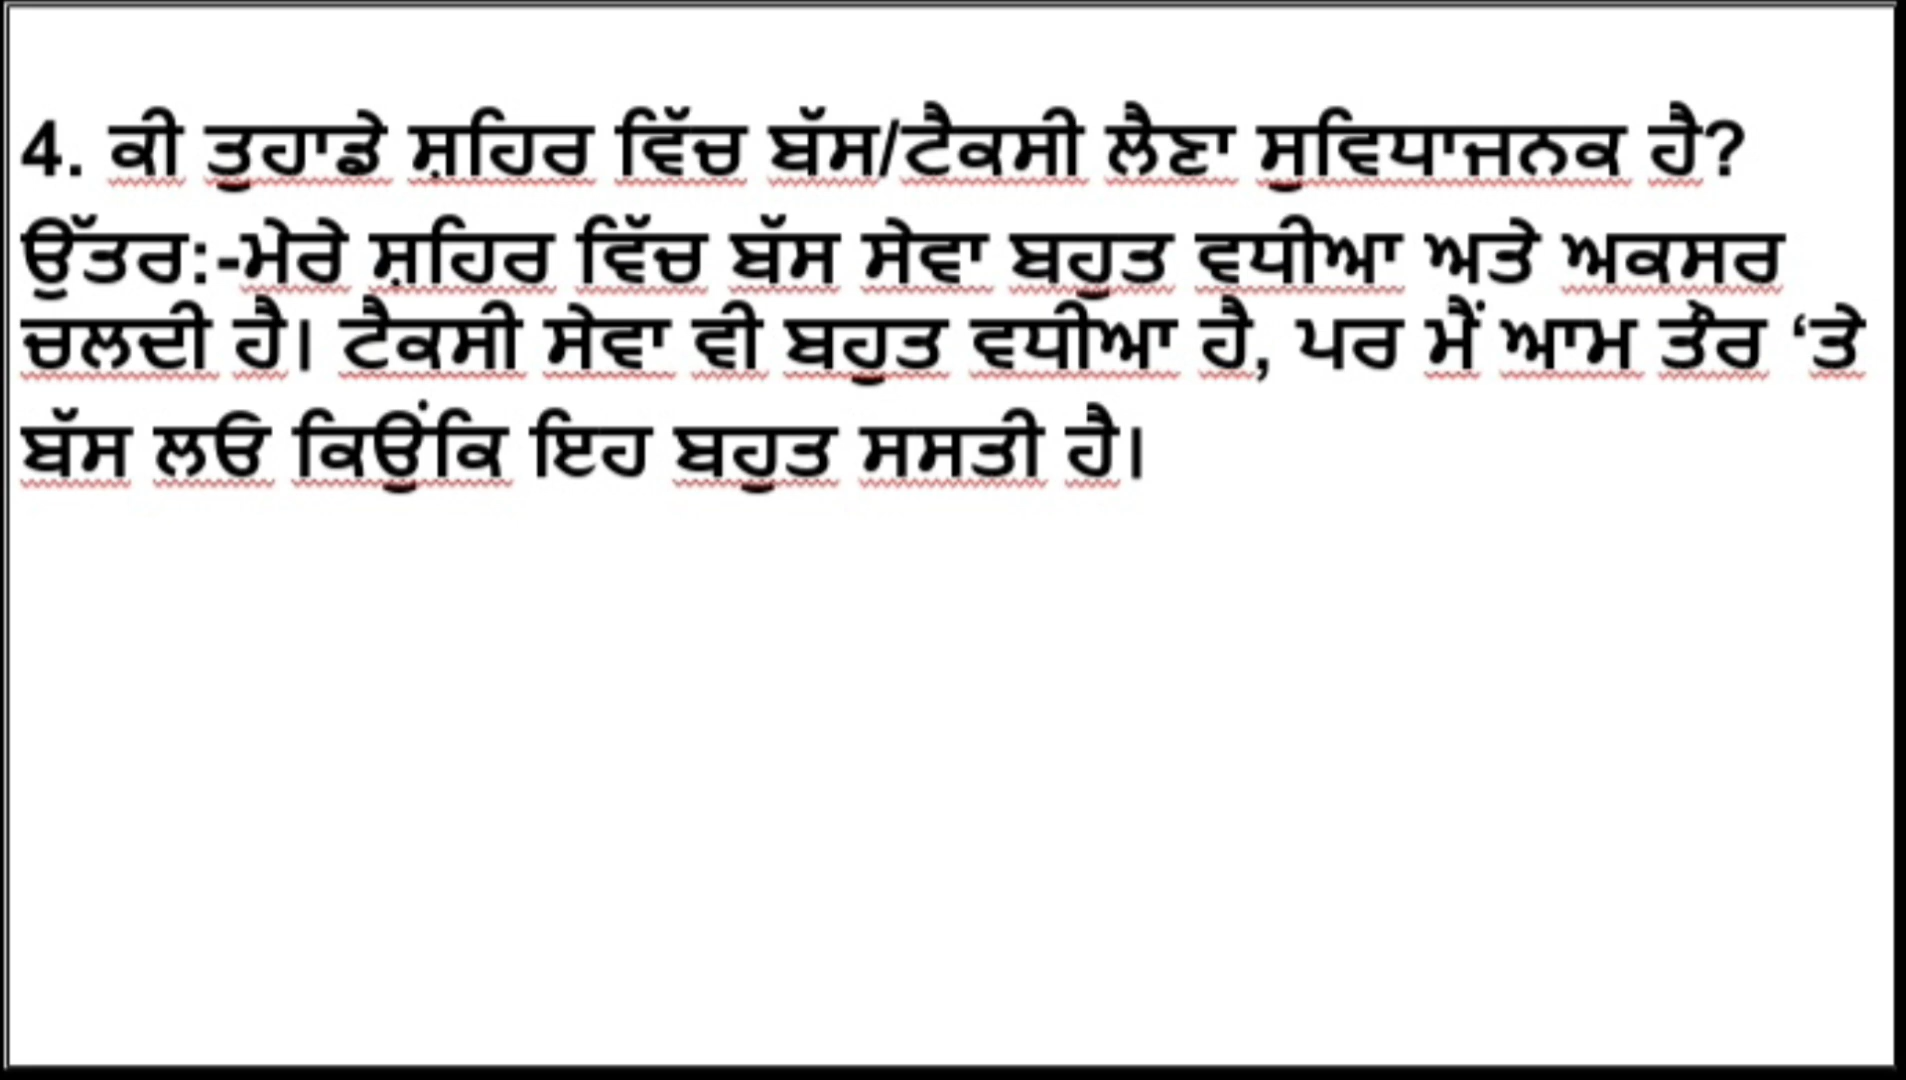 4. ਕੀ ਤੁਹਾਡੇ ਸ਼ਹਿਰ ਵਿੱਚ ਬੱਸ/ਟੈਕਸੀ ਲੈਣਾ ਸੁਵਿਧਾਜਨਕ ਹੈ?
ਉੱਤਰ:-ਮੇਰੇ ਸ਼ਹਿਰ ਵਿੱਚ ਬੱਸ ਸੇਵਾ ਬਹੁਤ ਵਧੀਆ ਅਤੇ ਅਕਸਰ
ਚਲਦੀ ਹੈ। ਟੈਕਸੀ ਸੇਵਾ ਵੀ ਬਹੁਤ ਵਧੀਆ ਹੈ, ਪਰ ਮੈਂ ਆਮ ਤੌਰ ‘ਤੇ
ਬੱਸ ਲਓ ਕਿਉਂਕਿ ਇਹ ਬਹੁਤ ਸਸਤੀ ਹੈ।